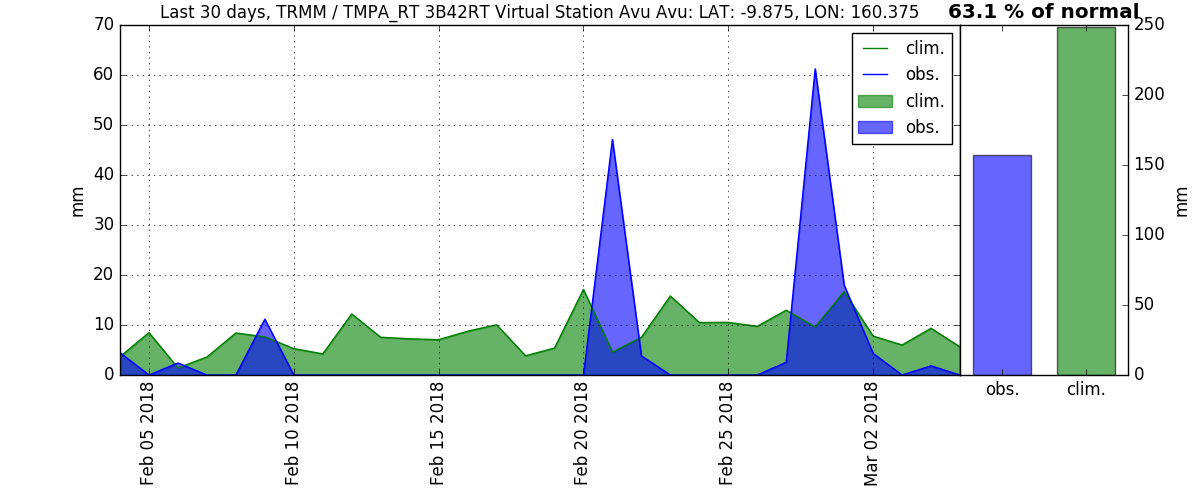 Last 30 days, TRMM / TMPA_RT 3B42RT Virtual Station Avu Avu: LAT: -9.875, LON: 160.375
63.1 % of normal
70
60
50
40
30
20
10
0
mm
clim.
obs.
clim.
obs.
250
200
150
100
50
0
mm
Feb 05 2018
Feb 10 2018
Feb 15 2018
Feb 20 2018
Feb 25 2018
Mar 02 2018
obs.
clim.